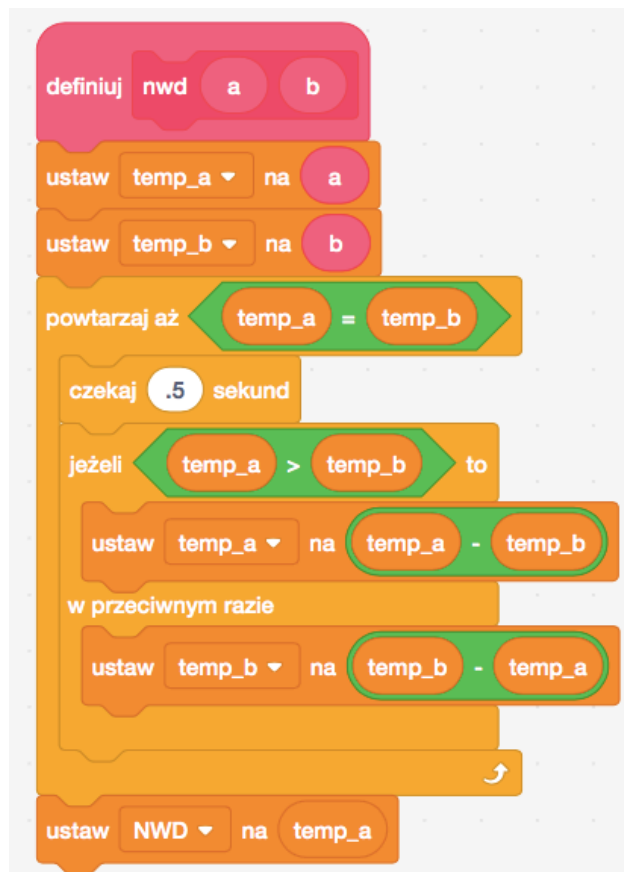 definiuj nwd a b
ustaw temp_a na a
ustaw temp_b na b
powtarzaj aż temp_a = temp_b
czekaj .5 sekund
jeżeli temp_a > temp_b to
ustaw temp_a na temp_a - temp_b
w przeciwnym razie
ustaw temp_b na temp_b - temp_a
ustaw NWD na temp_a